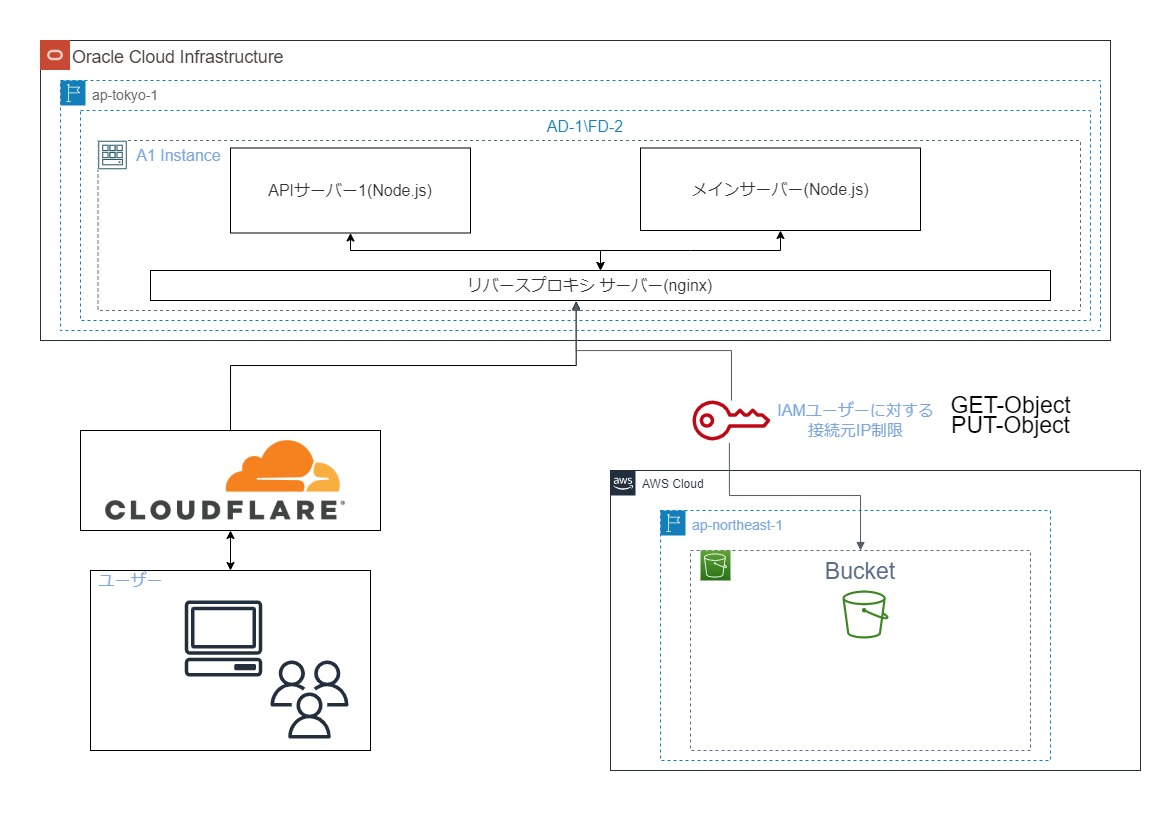 Oracle Cloud Infrastructure
ap-tokyo-1
AD-1\FD-2
A1 Instance
APIサーバー1(Node.js)
メインサーバー(Node.js)
リバースプロキシ サーバー(nginx)
IAMユーザーに対する
接続元IP制限
GET-Object
PUT-Object
CLOUDFLARE
ユーザー
aws
AWS Cloud
ap-northeast-1
Bucket